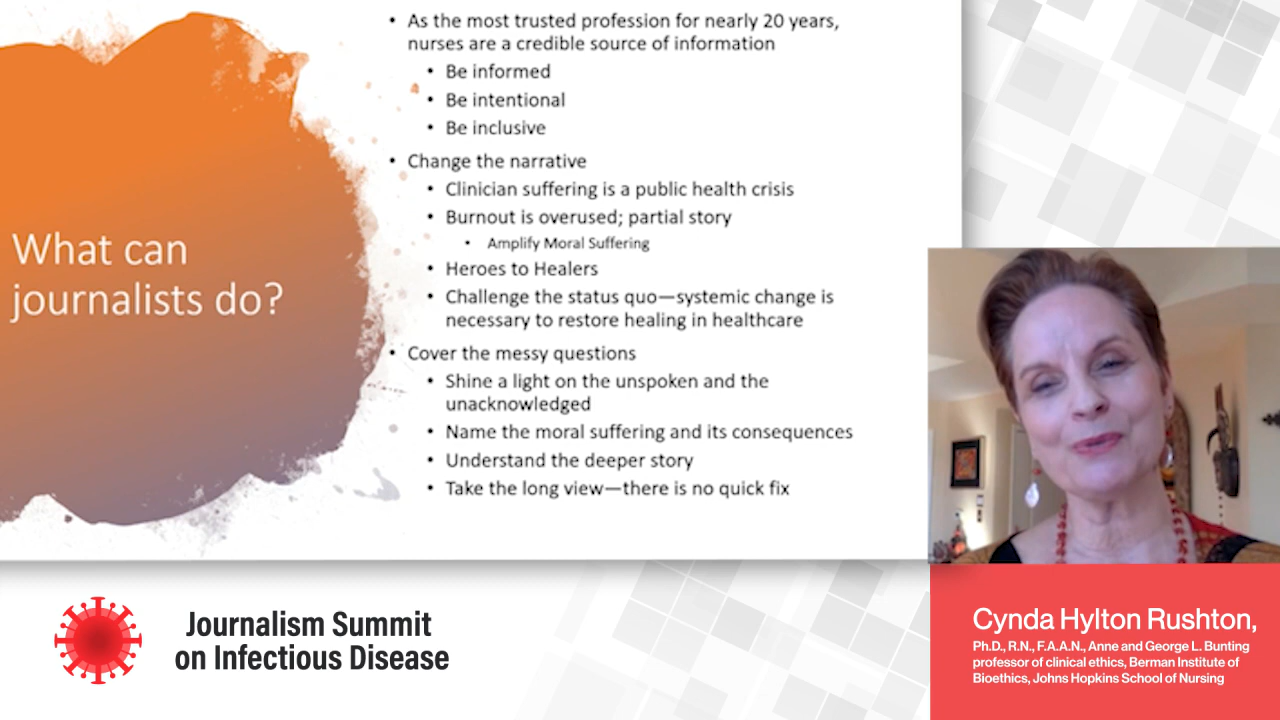 What can
journalists do?
• As the most trusted profession for nearly 20 years,
nurses are a credible source of information
• Be informed
• Be intentional
• Be inclusive
• Change the narrative
• Clinician suffering is a public health crisis
• Burnout is overused; partial story
• Amplify Moral Suffering
• Heroes to Healers
• Challenge the status quo—systemic change is
necessary to restore healing in healthcare
• Cover the messy questions
• Shine a light on the unspoken and the
unacknowledged
• Name the moral suffering and its consequences
• Understand the deeper story
• Take the long view—there is no quick fix
Journalism Summit
on Infectious Disease
Cynda Hylton Rushton,
Ph.D., R.N., F.A.A.N., Anne and George L. Bunting
professor of clinical ethics, Berman Institute of
Bioethics, Johns Hopkins School of Nursing